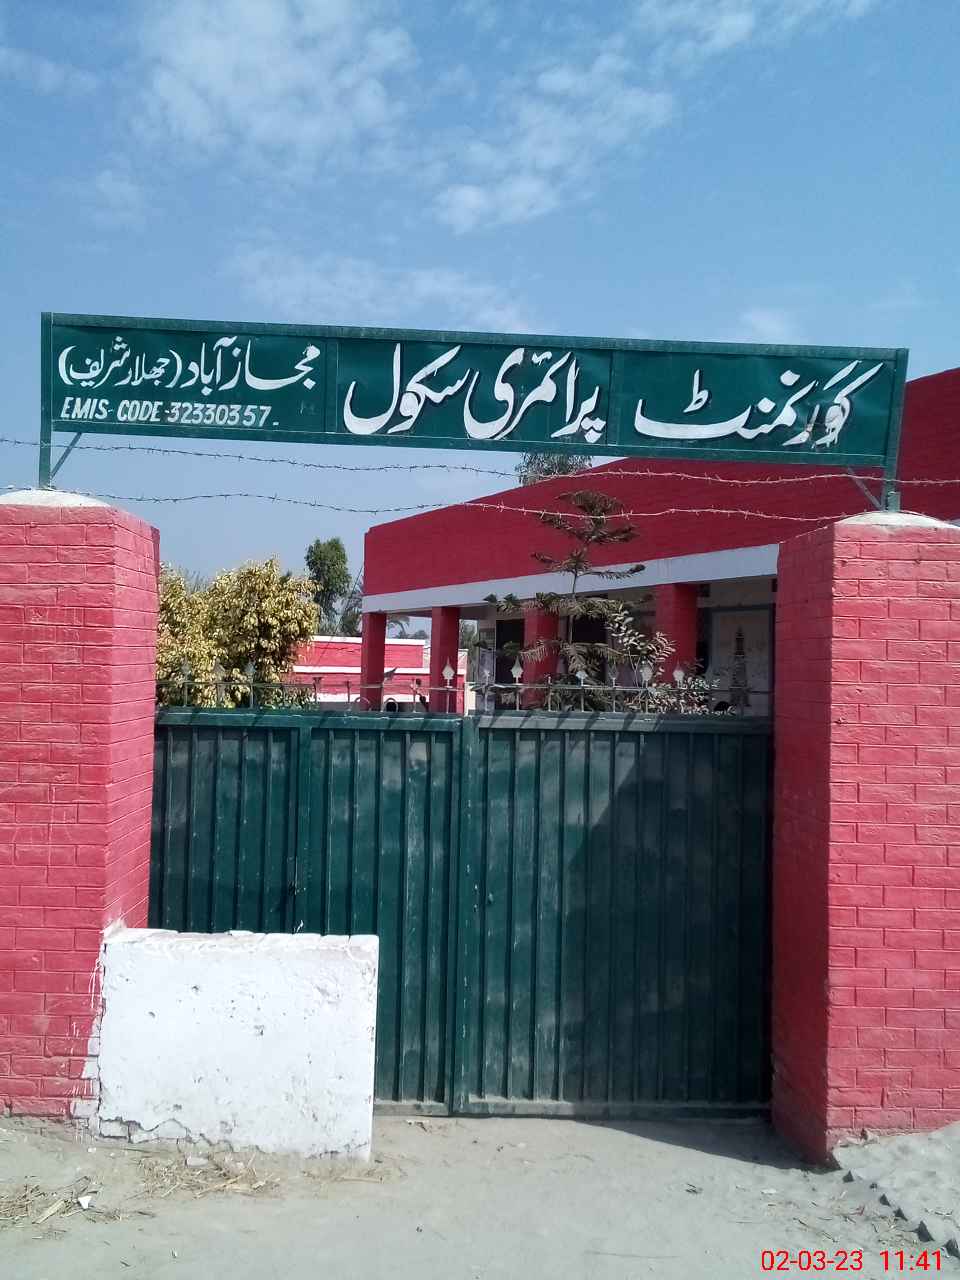 گورنمنٹ پرائمری سکول
مجاز آباد (جھلار شریف)
EMIS- CODE-32330357-
02-03-23 11:41